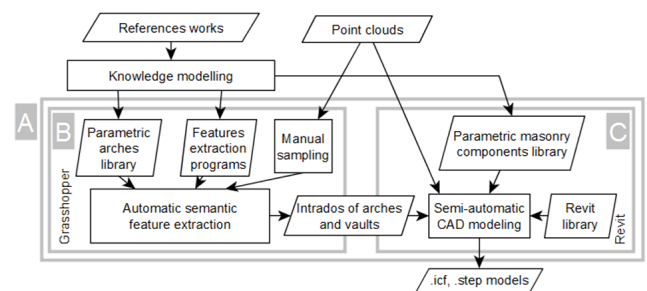 References works
Point clouds
Knowledge modelling
A
B
C
Parametric
arches
library
Features
extraction
programs
Manual
sampling
Parametric masonry
components library
Grasshopper
Automatic semantic
feature extraction
Intrados of arches
and vaults
Semi-automatic
CAD modeling
Revit
library
Revit
.icf, .step models